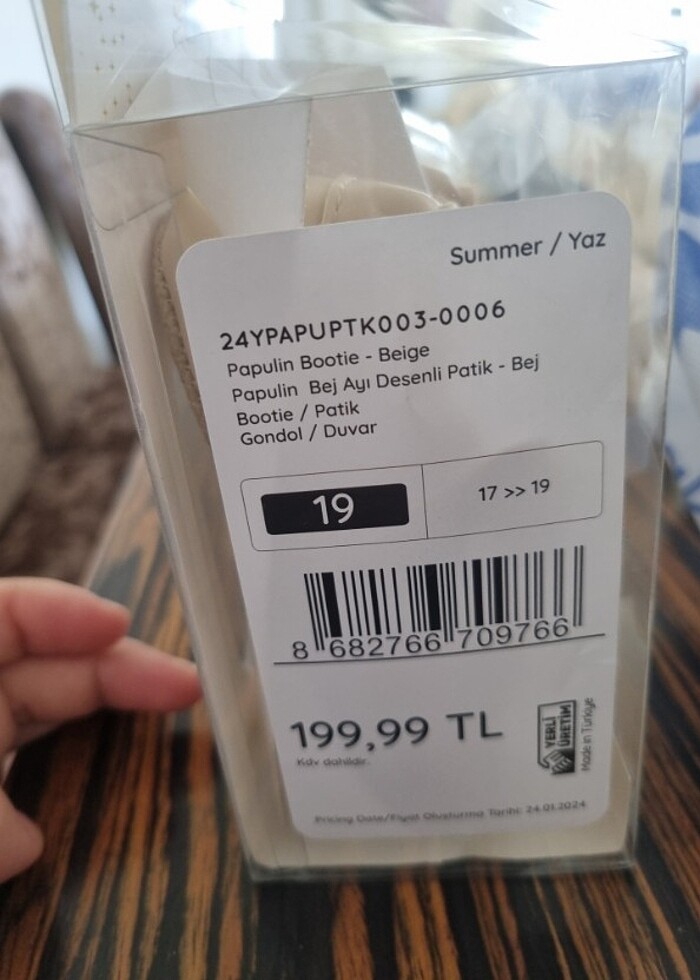 Summer / Yaz
24YPAPUPTK003-0006
Papulin Bootie - Beige
Papulin Bej Ayı Desenli Patik - Bej
Bootie / Patik
Gondol / Duvar
19
17 >> 19
8 682766 709766
199,99 TL
Kdv dahildir.
YERLİ
ÜRETİM
Made in Türkiye
Pricing Date/Fiyat Oluşturma Tarihi: 24.01.2024